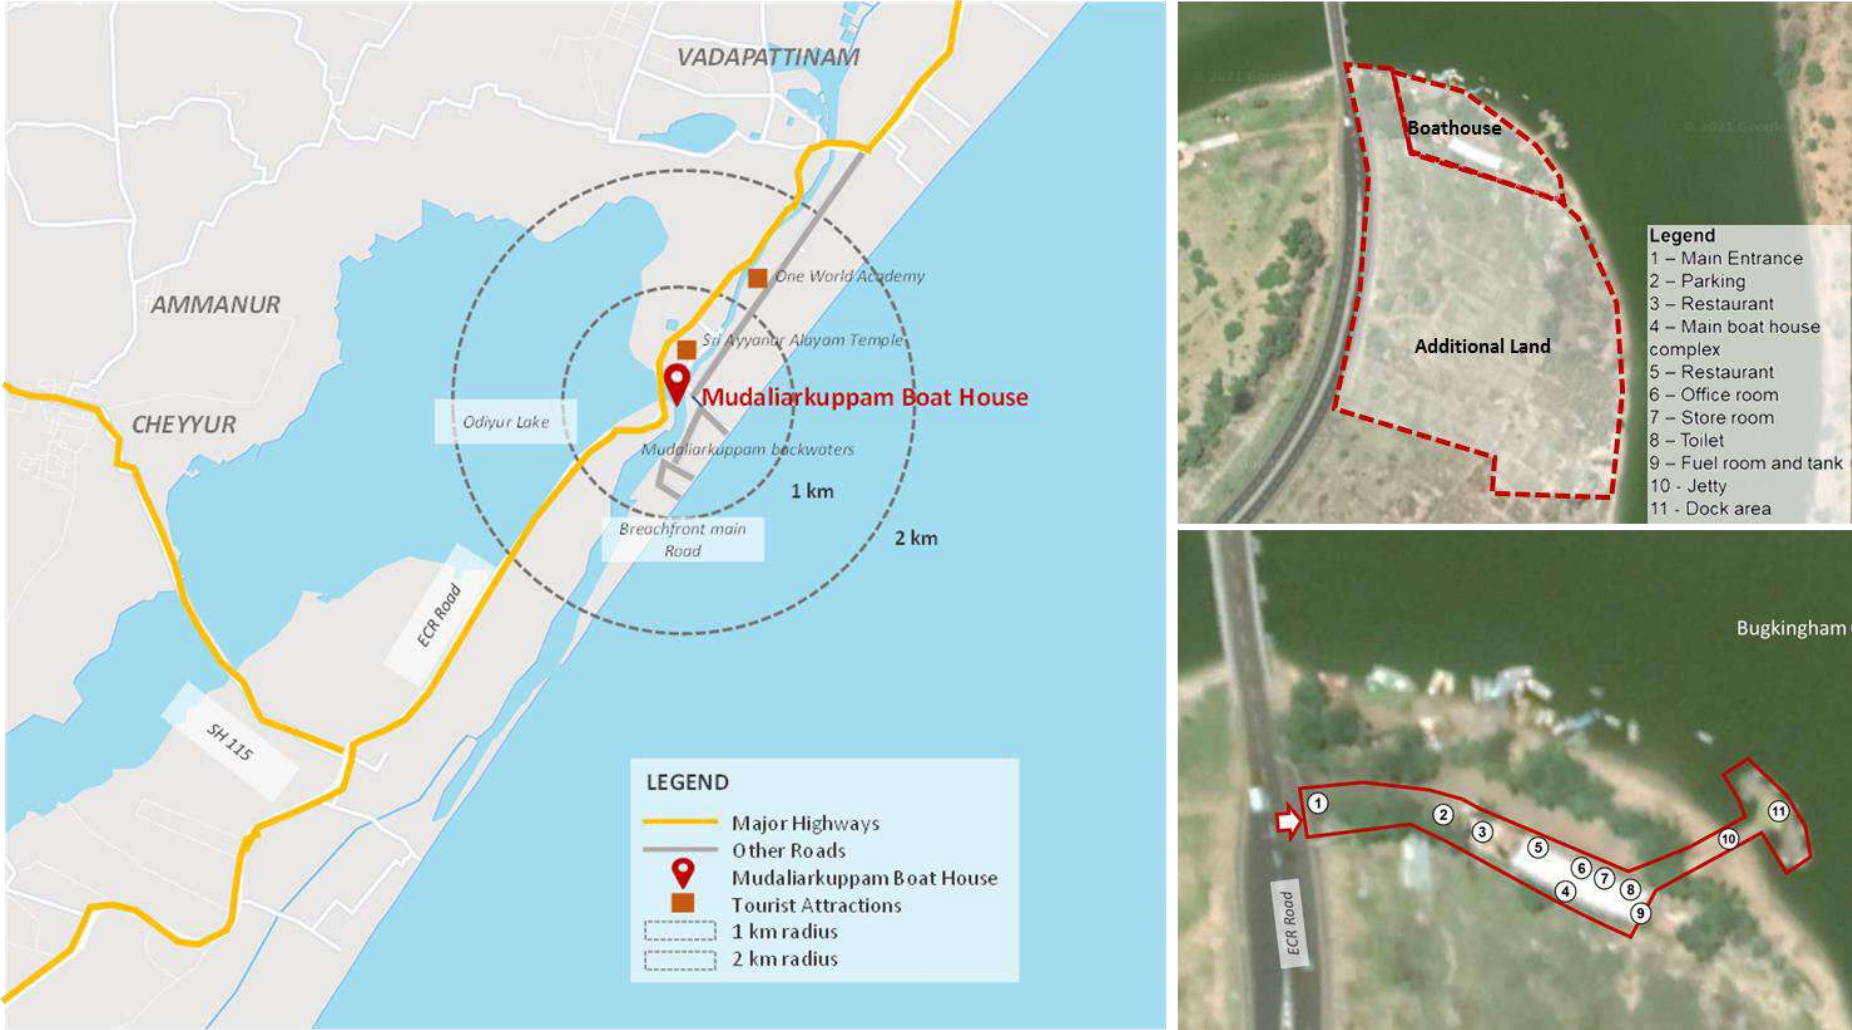 VADAPATTINAM
One World Academy
AMMANUR
Sri Ayyanar Alayam Temple
Mudaliarkuppam Boat House
CHEYYUR
Odiyur Lake
Mudaliarkuppam backwaters
1 km
Breachfront main
Road
2 km
ECR Road
SH 115
LEGEND
Major Highways
Other Roads
Mudaliarkuppam Boat House
Tourist Attractions
1 km radius
2 km radius
© 2021 Google
© 2021 Google
Boathouse
Additional Land
Legend
1 – Main Entrance
2 – Parking
3 – Restaurant
4 – Main boat house
complex
5 – Restaurant
6 – Office room
7 – Store room
8 – Toilet
9 – Fuel room and tank
10 - Jetty
11 - Dock area
Bugkingham
1
2
3
5
6
7
4
8
9
10
11
ECR Road